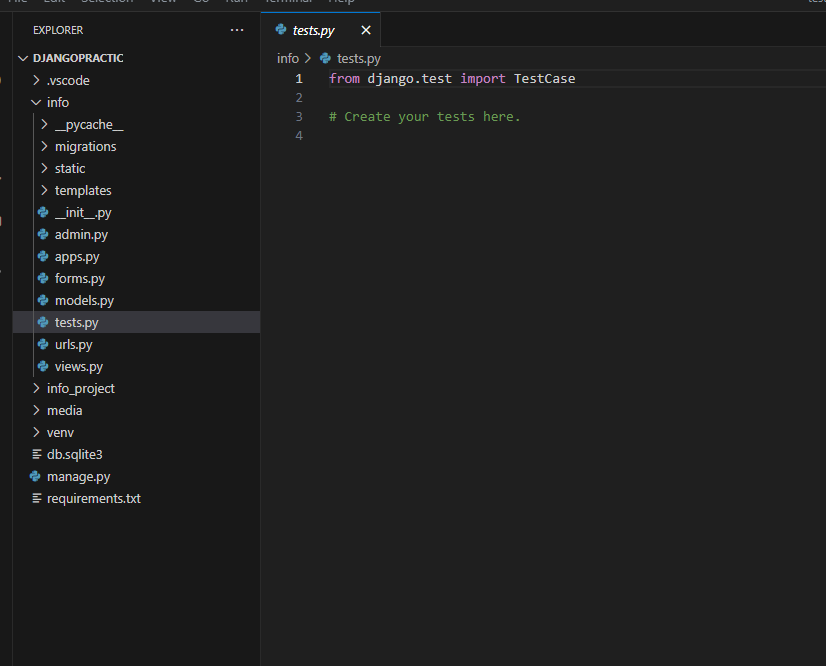 EXPLORER
DJANGOPRACTIC
.vscode
info
__pycache__
migrations
static
templates
__init__.py
admin.py
apps.py
forms.py
models.py
tests.py
urls.py
views.py
info_project
media
venv
db.sqlite3
manage.py
requirements.txt
tests.py
info > tests.py
1 from django.test import TestCase
2
3 # Create your tests here.
4